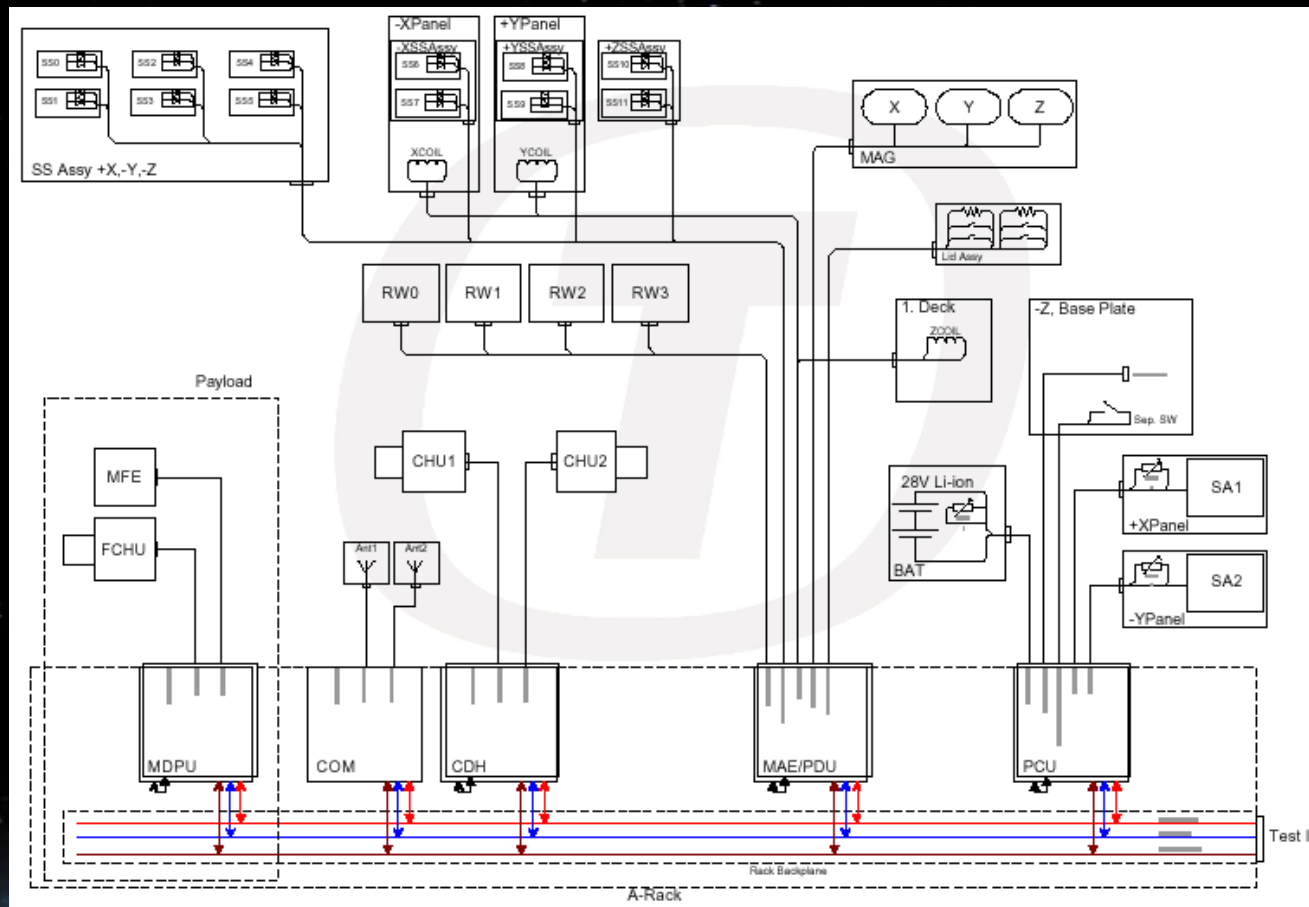 -XPanel
+YPanel
-XSSAssy
+YSSAssy
+ZSSAssy
SS0
SS2
SS4
SS6
SS8
SS10
SS1
SS3
SS5
SS7
SS9
SS11
X
Y
Z
MAG
XCOIL
YCOIL
SS Assy +X,-Y,-Z
Lid Assy
RW0
RW1
RW2
RW3
1. Deck
ZCOIL
-Z, Base Plate
Sep. SW
Payload
CHU1
CHU2
MFE
28V Li-ion
SA1
+XPanel
FCHU
Ant1
Ant2
BAT
SA2
-YPanel
MDPU
COM
CDH
MAE/PDU
PCU
Test I
Rack Backplane
A-Rack